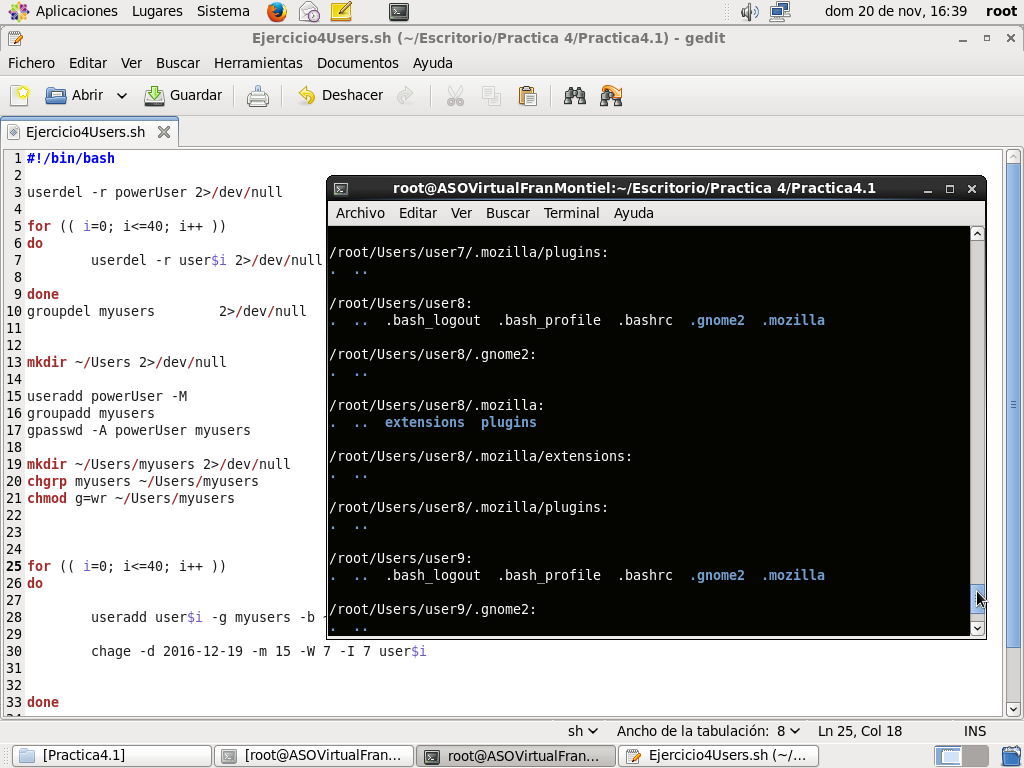 Aplicaciones Lugares Sistema dom 20 de nov, 16:39 root
Ejercicio4Users.sh (~/Escritorio/Practica 4/Practica4.1) - gedit
Fichero Editar Ver Buscar Herramientas Documentos Ayuda
Abrir Guardar Deshacer
Ejercicio4Users.sh
1 #!/bin/bash
2
3 userdel -r powerUser 2>/dev/null
4
5 for (( i=0; i<=40; i++ ))
6 do
7 userdel -r user$i 2>/dev/null
8
9 done
10 groupdel myusers 2>/dev/null
11
12
13 mkdir ~/Users 2>/dev/null
14
15 useradd powerUser -M
16 groupadd myusers
17 gpasswd -A powerUser myusers
18
19 mkdir ~/Users/myusers 2>/dev/null
20 chgrp myusers ~/Users/myusers
21 chmod g=wr ~/Users/myusers
22
23
24
25 for (( i=0; i<=40; i++ ))
26 do
27
28 useradd user$i -g myusers -b
29
30 chage -d 2016-12-19 -m 15 -W 7 -I 7 user$i
31
32
33 done
root@ASOVirtualFranMontiel:~/Escritorio/Practica 4/Practica4.1
Archivo Editar Ver Buscar Terminal Ayuda
/root/Users/user7/.mozilla/plugins:
. ..
/root/Users/user8:
. .. .bash_logout .bash_profile .bashrc .gnome2 .mozilla
/root/Users/user8/.gnome2:
. ..
/root/Users/user8/.mozilla:
. .. extensions plugins
/root/Users/user8/.mozilla/extensions:
. ..
/root/Users/user8/.mozilla/plugins:
. ..
/root/Users/user9:
. .. .bash_logout .bash_profile .bashrc .gnome2 .mozilla
/root/Users/user9/.gnome2:
. ..
sh Ancho de la tabulación: 8 Ln 25, Col 18 INS
[Practica4.1] [root@ASOVirtualFran... root@ASOVirtualFran... Ejercicio4Users.sh (~/...